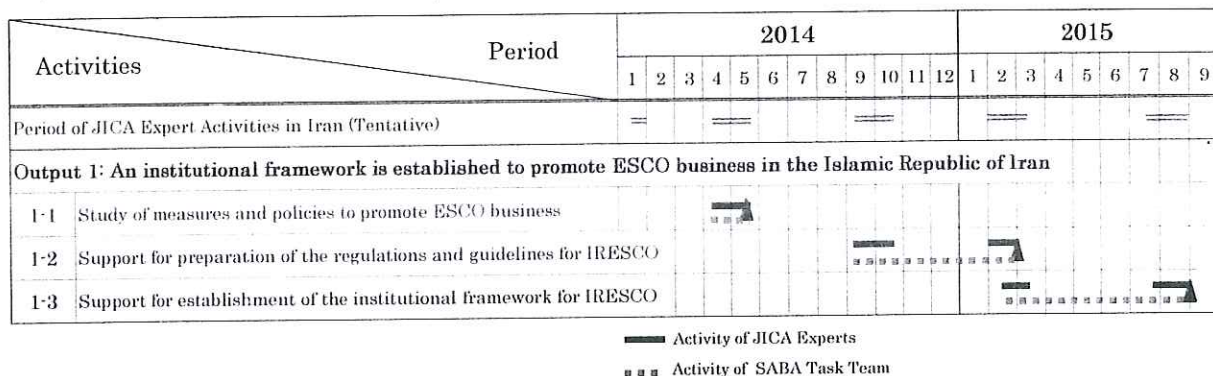 Period 2014 2015
Activities 1 2 3 4 5 6 7 8 9 10 11 12 1 2 3 4 5 6 7 8 9
Period of JICA Expert Activities in Iran (Tentative)
Output 1: An institutional framework is established to promote ESCO business in the Islamic Republic of Iran
1-1 Study of measures and policies to promote ESCO business
1-2 Support for preparation of the regulations and guidelines for IRESCO
1-3 Support for establishment of the institutional framework for IRESCO
Activity of JICA Experts
Activity of SABA Task Team